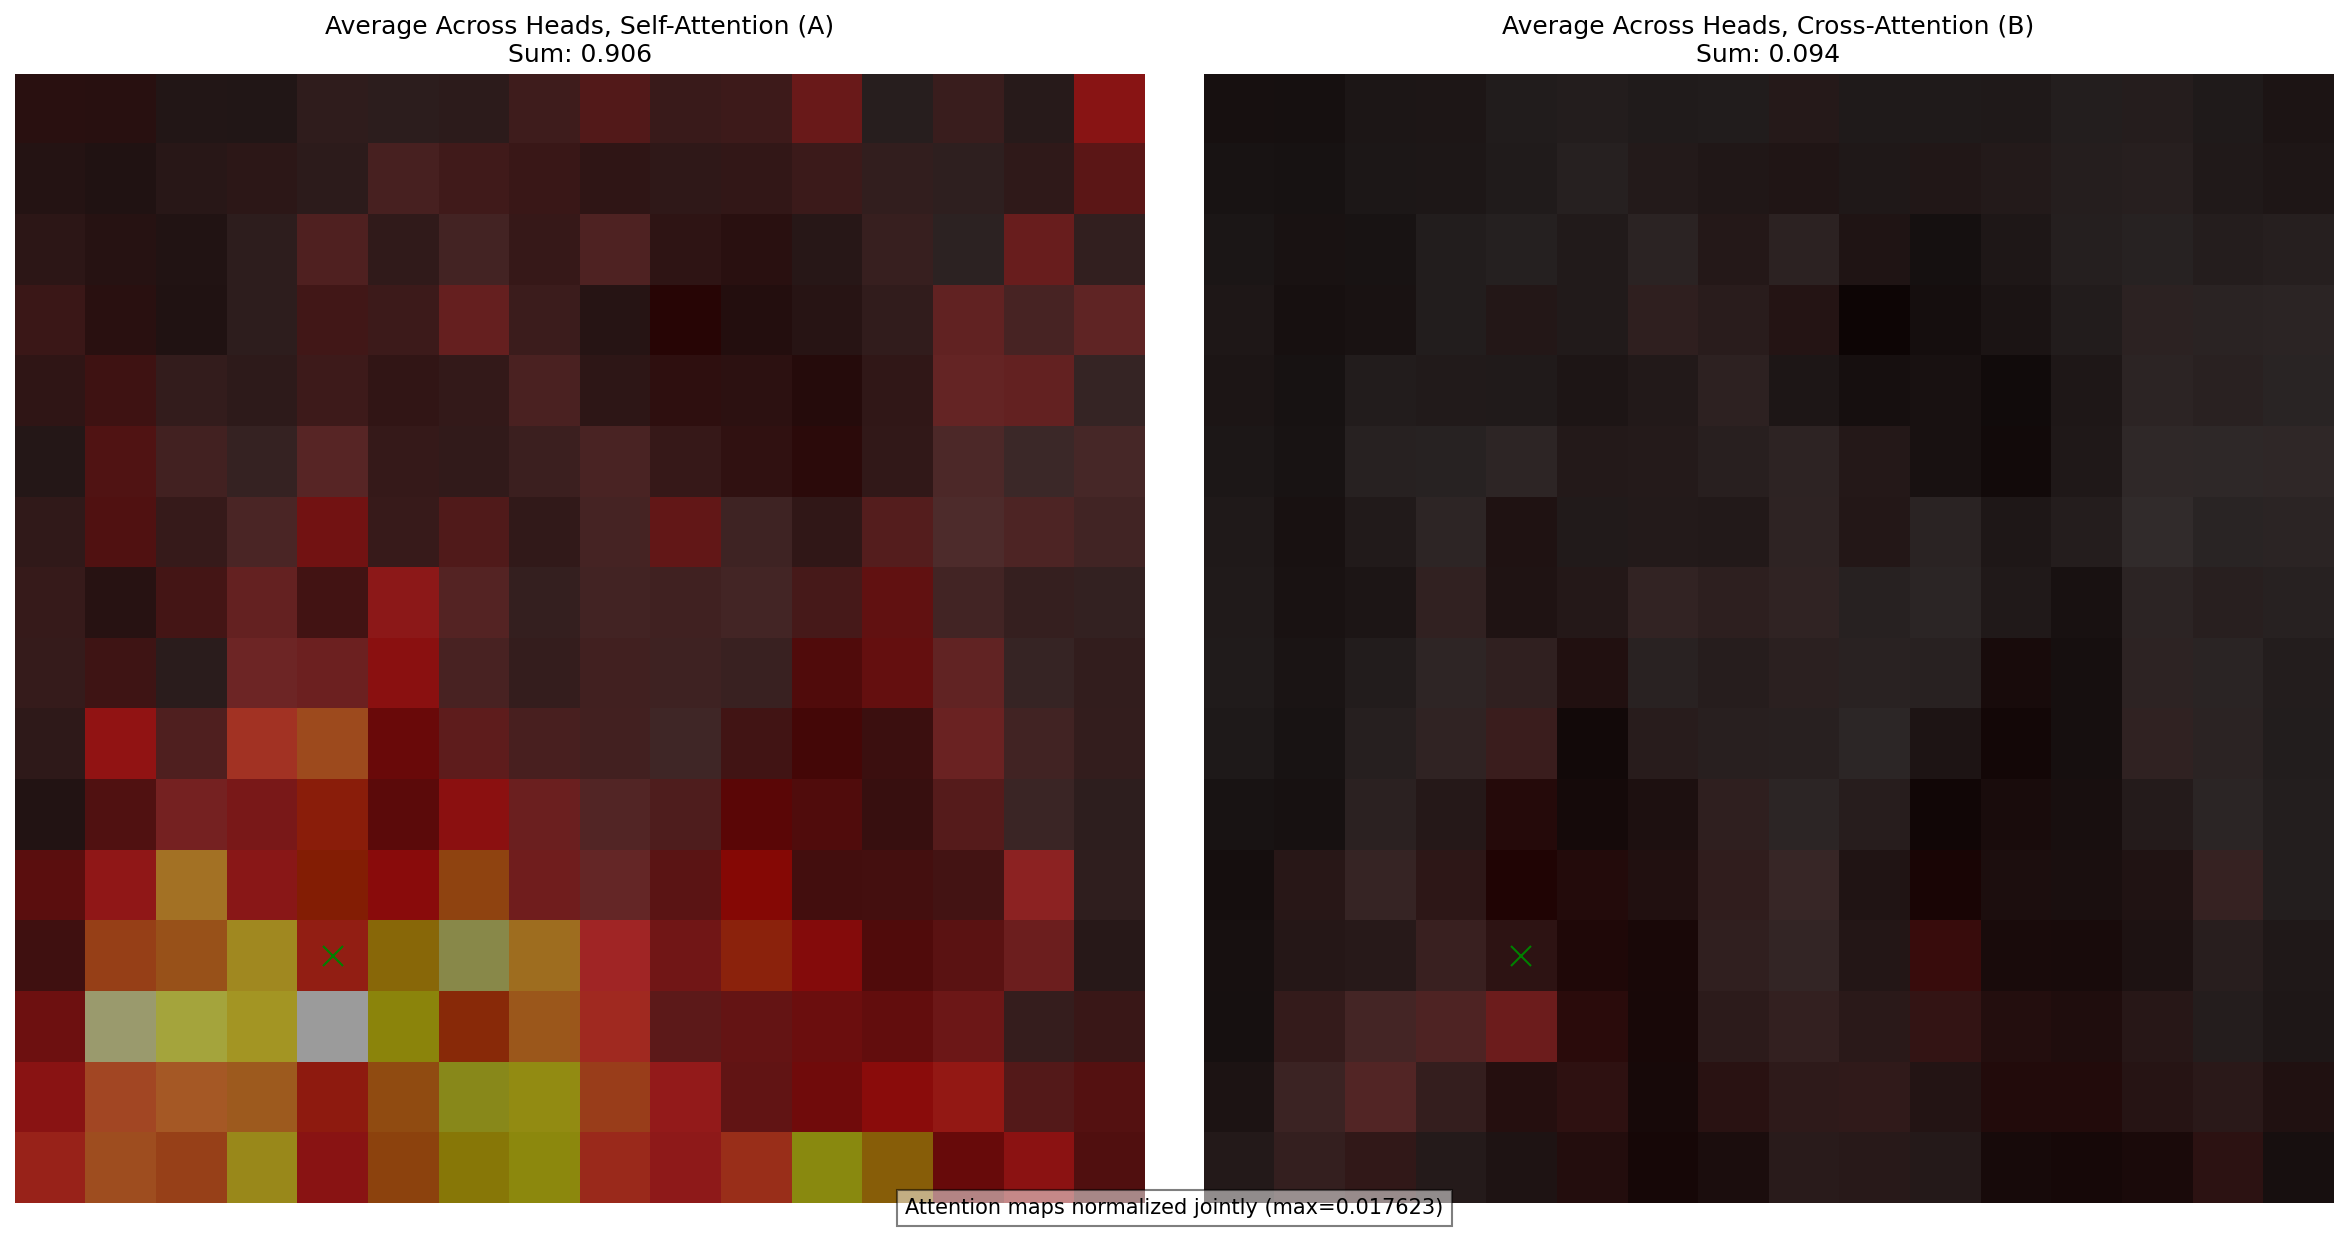 Average Across Heads, Self-Attention (A)
Sum: 0.906
Average Across Heads, Cross-Attention (B)
Sum: 0.094
Attention maps normalized jointly (max=0.017623)